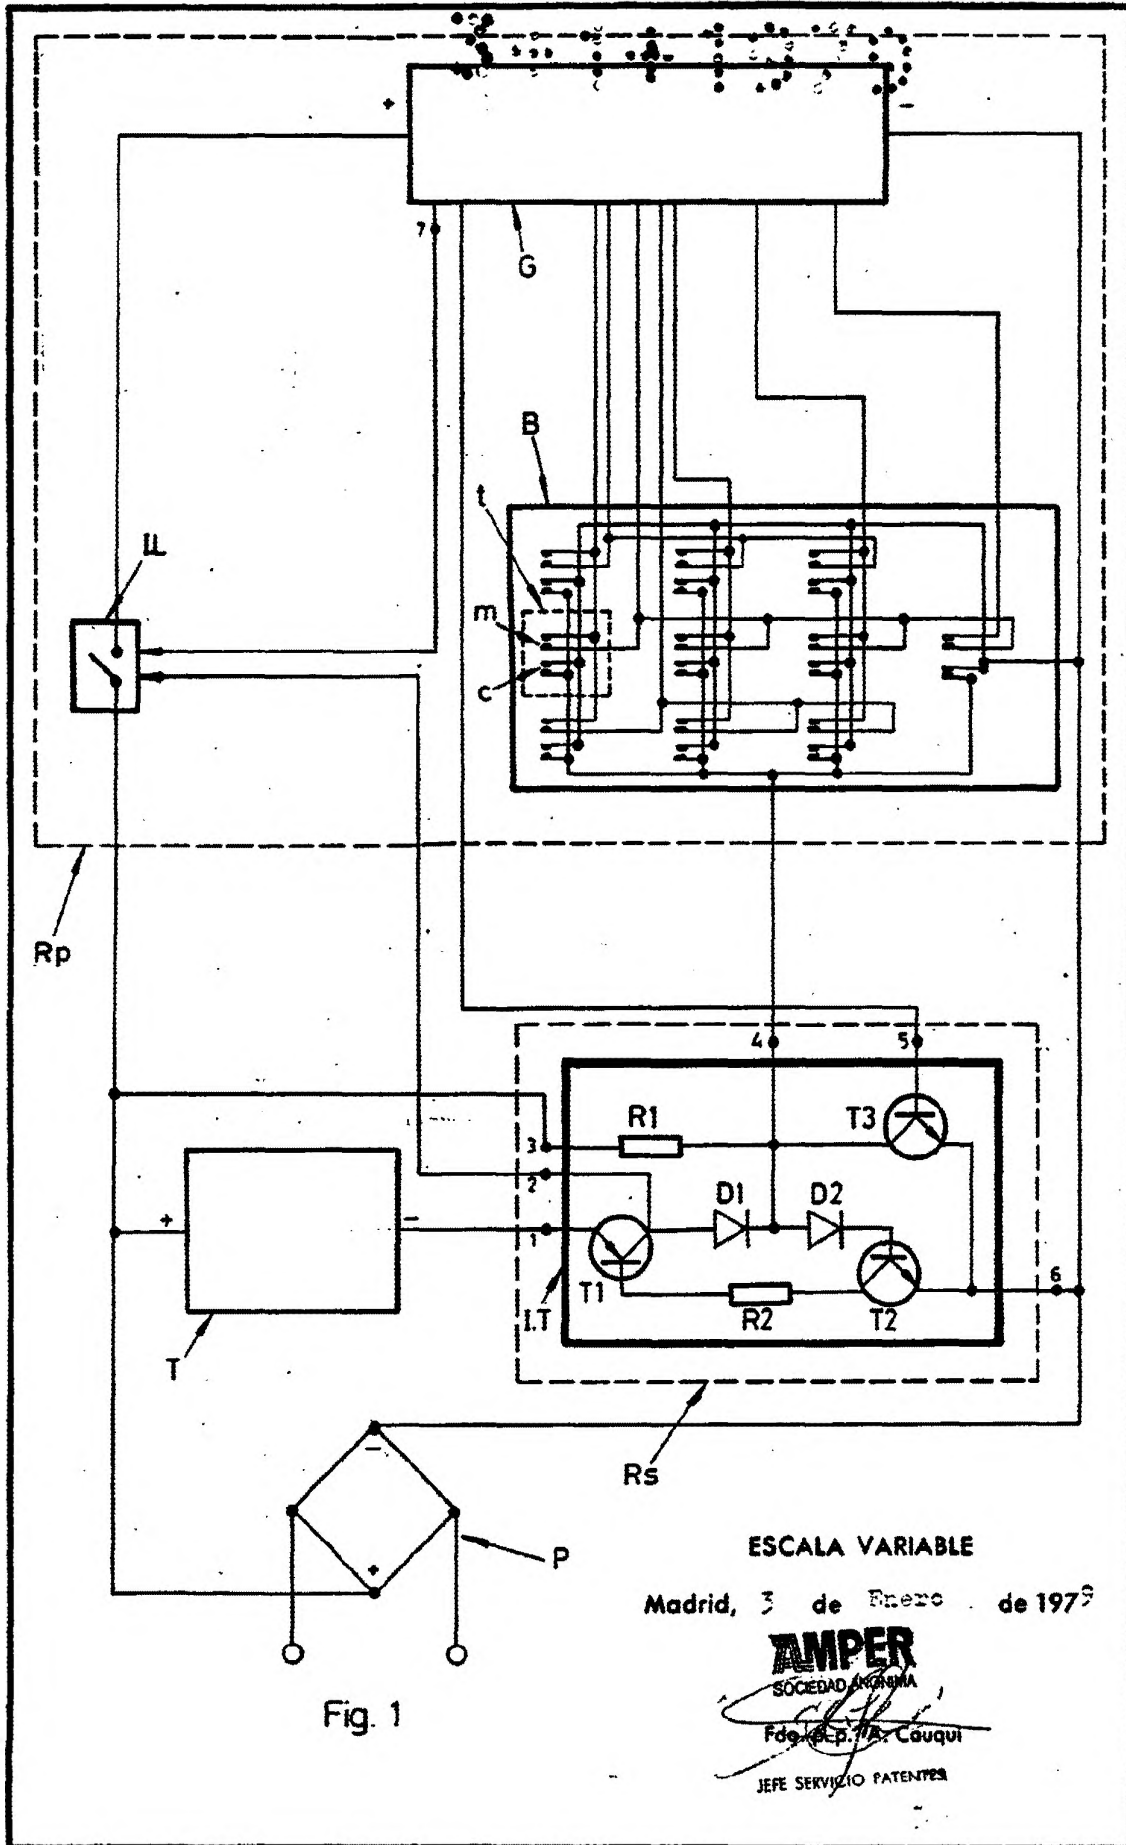 +
−
7
G
B
t
IL
m
c
Rp
4
5
R1
T3
3
2
D1
D2
+
−
1
6
T1
I.T
R2
T2
T
−
Rs
ESCALA VARIABLE
P
+
Madrid, 3 de Enero de 1979
AMPER
SOCIEDAD ANONIMA
Fdo. p.p. A. Cauqui
Fig. 1
JEFE SERVICIO PATENTES